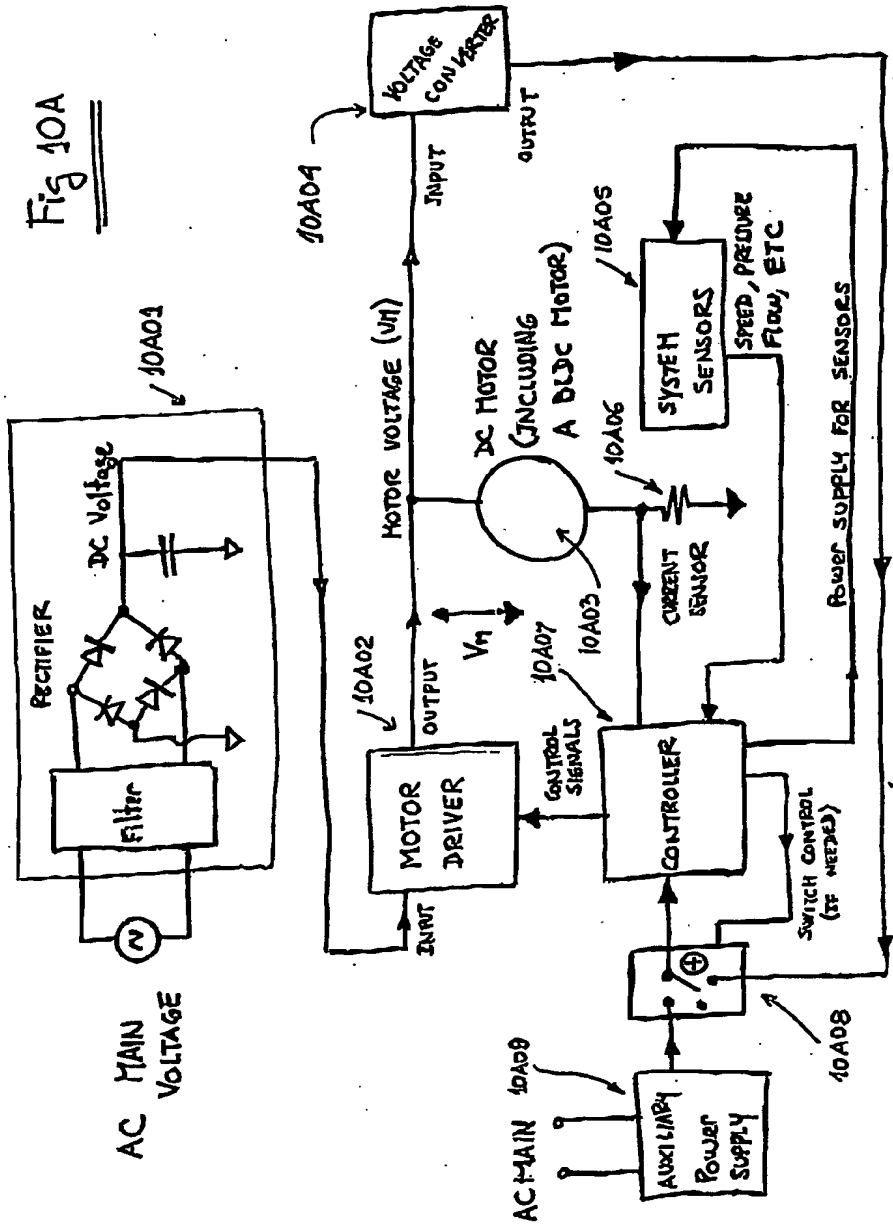 Fig 10A
10A01
AC MAIN
VOLTAGE
Filter
RECTIFIER
DC Voltage
10A02
MOTOR
DRIVER
INPUT
OUTPUT
MOTOR VOLTAGE (VM)
VM
10A04
INPUT
VOLTAGE
CONVERTER
OUTPUT
DC MOTOR
(INCLUDING
A BLDC MOTOR)
10A03
10A06
CURRENT
SENSOR
10A05
SYSTEM
SENSORS
SPEED, PRESSURE
FLOW, ETC
CONTROL
SIGNALS
10A07
CONTROLLER
POWER SUPPLY FOR SENSORS
SWITCH CONTROL
(IF NEEDED)
10A08
AC MAIN
10A09
AUXILIARY
Power
SUPPLY